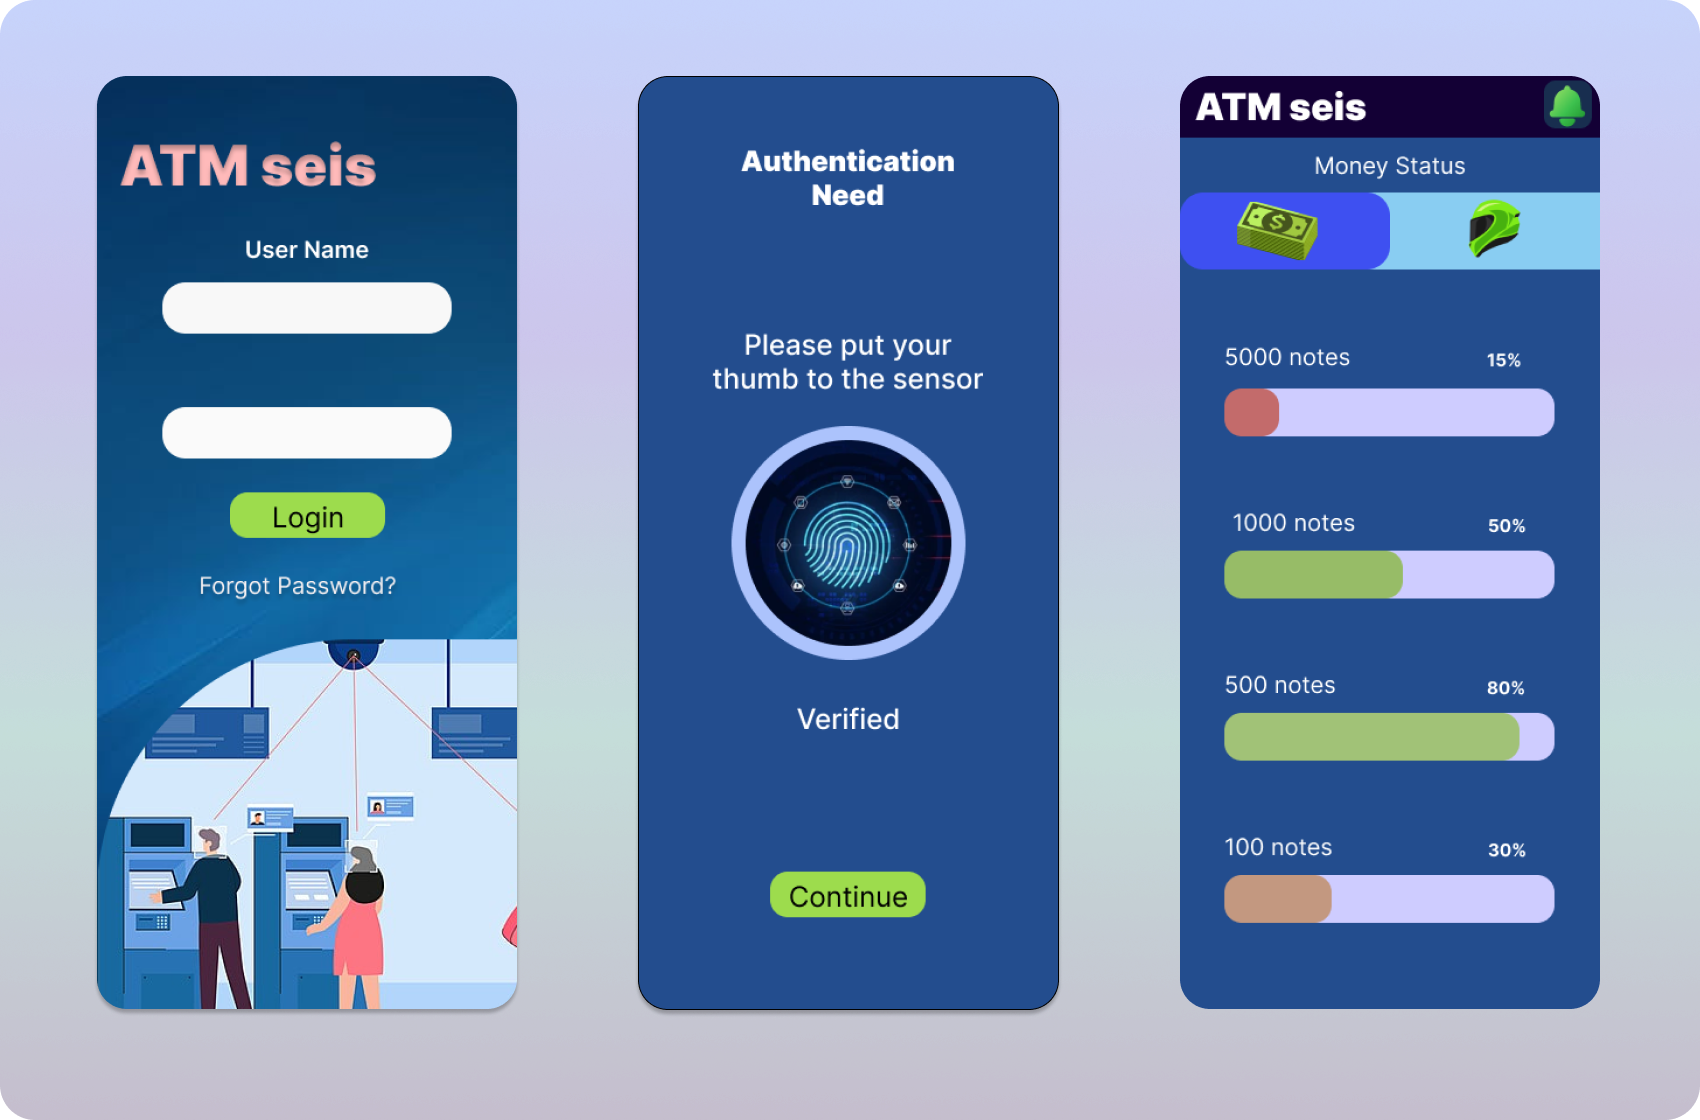 ATM seis
User Name
Login
Forgot Password?
Authentication
Need
Please put your
thumb to the sensor
Verified
Continue
ATM seis
Money Status
5000 notes 15%
1000 notes 50%
500 notes 80%
100 notes 30%